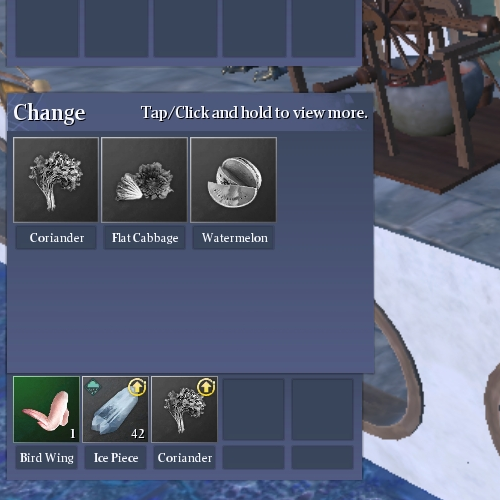 Change
Tap/Click and hold to view more.
Coriander
Flat Cabbage
Watermelon
1
42
Bird Wing
Ice Piece
Coriander